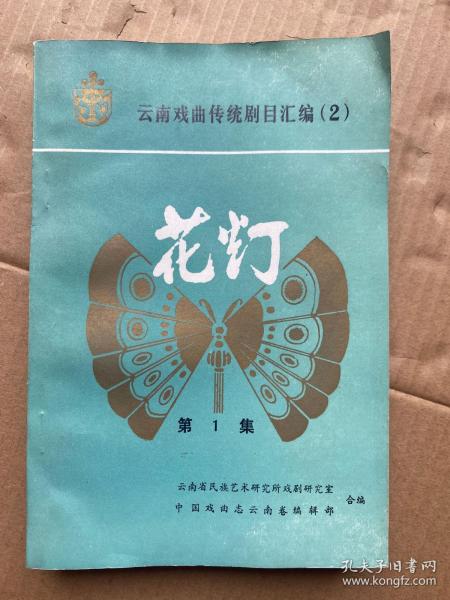 云南戏曲传统剧目汇编(2)
花灯
第1集
云南省民族艺术研究所戏剧研究室
中国戏曲志云南卷编辑部
合编
孔夫子旧书网
www.kongfz.com